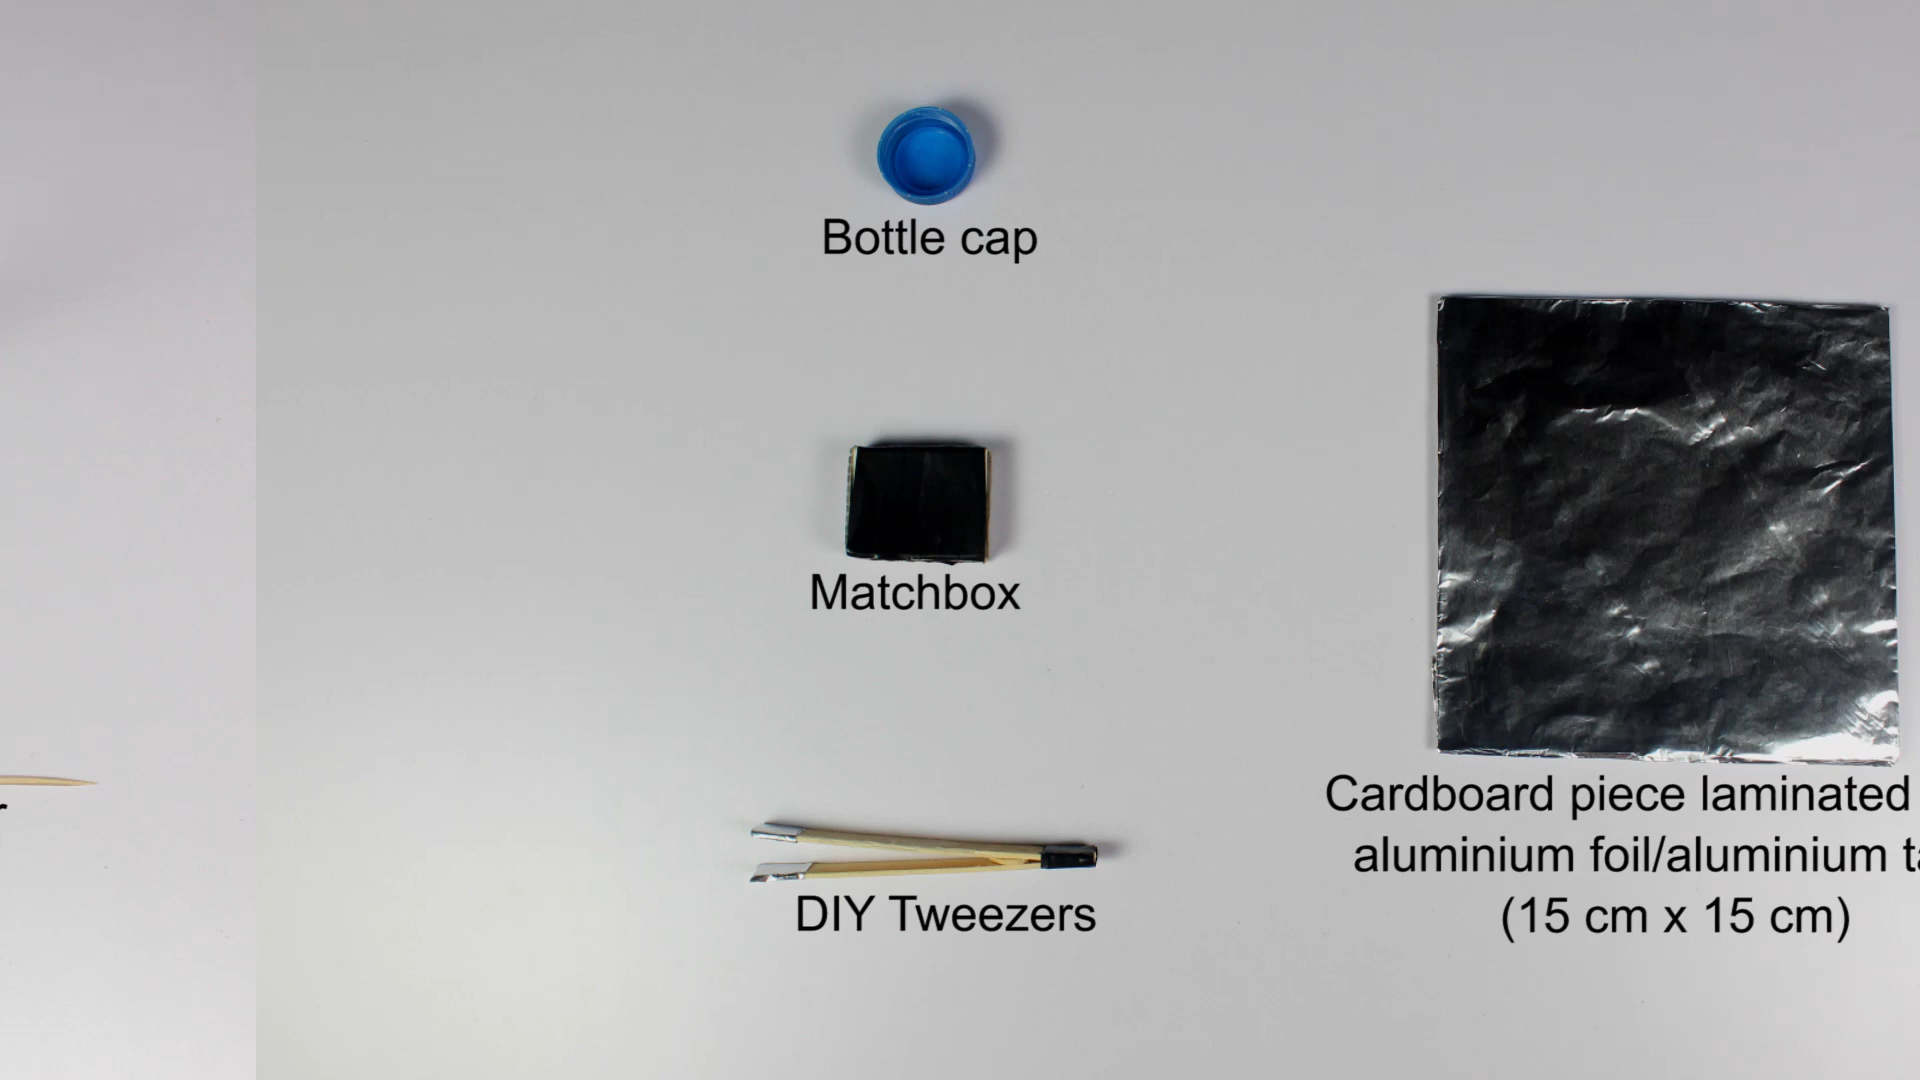 Bottle cap
Matchbox
DIY Tweezers
Cardboard piece laminated
aluminium foil/aluminium
(15 cm x 15 cm)